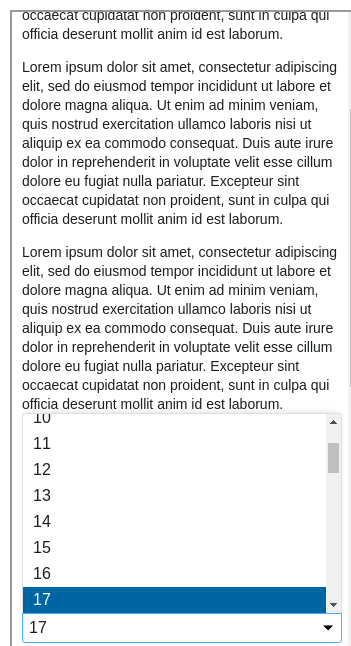 occaecat cupidatat non proident, sunt in culpa qui
officia deserunt mollit anim id est laborum.
Lorem ipsum dolor sit amet, consectetur adipiscing
elit, sed do eiusmod tempor incididunt ut labore et
dolore magna aliqua. Ut enim ad minim veniam,
quis nostrud exercitation ullamco laboris nisi ut
aliquip ex ea commodo consequat. Duis aute irure
dolor in reprehenderit in voluptate velit esse cillum
dolore eu fugiat nulla pariatur. Excepteur sint
occaecat cupidatat non proident, sunt in culpa qui
officia deserunt mollit anim id est laborum.
Lorem ipsum dolor sit amet, consectetur adipiscing
elit, sed do eiusmod tempor incididunt ut labore et
dolore magna aliqua. Ut enim ad minim veniam,
quis nostrud exercitation ullamco laboris nisi ut
aliquip ex ea commodo consequat. Duis aute irure
dolor in reprehenderit in voluptate velit esse cillum
dolore eu fugiat nulla pariatur. Excepteur sint
occaecat cupidatat non proident, sunt in culpa qui
officia deserunt mollit anim id est laborum.
10
11
12
13
14
15
16
17
17